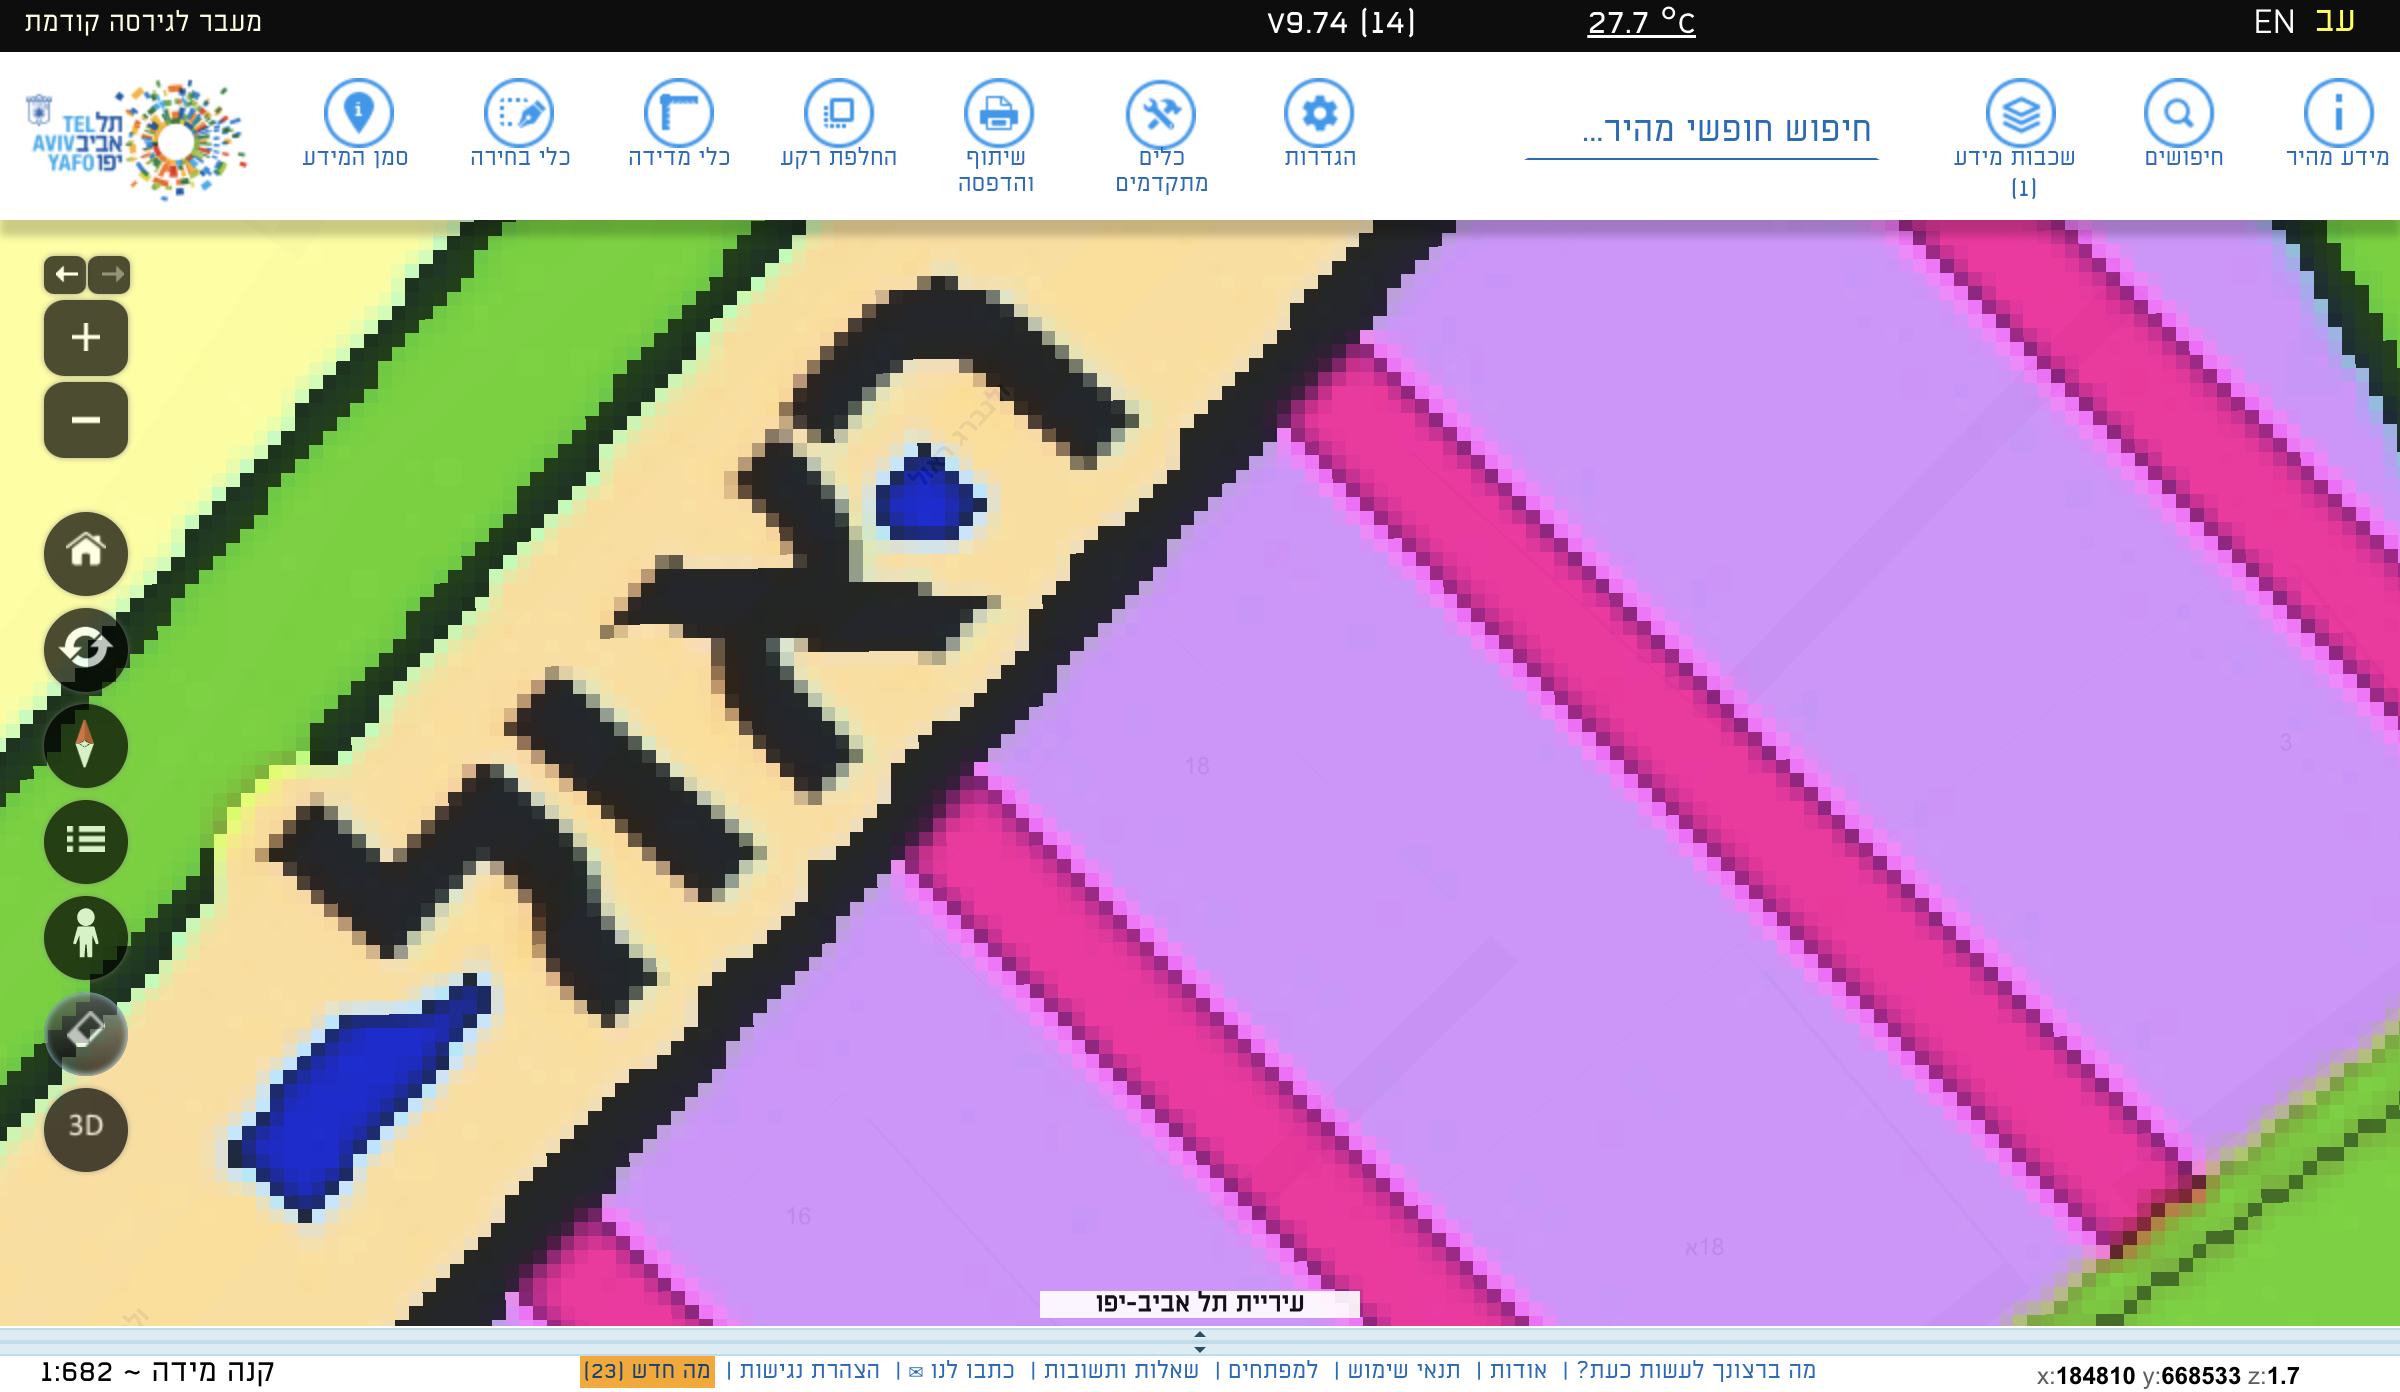 עב EN
27.7 °C
V9.74 (14)
מעבר לגירסה קודמת
מידע מהיר
חיפושים
שכבות מידע
(1)
חיפוש חופשי מהיר...
הגדרות
כלים
מתקדמים
שיתוף
והדפסה
החלפת רקע
כלי מדידה
כלי בחירה
סמן המידע
תל אביב יפו
TEL AVIV YAFO
ראול
18
3
16
18א
3D
עיריית תל אביב-יפו
מה ברצונך לעשות כעת? | אודות | תנאי שימוש | למפתחים | שאלות ותשובות | כתבו לנו ✉ | הצהרת נגישות | מה חדש (23)
קנה מידה ~ 1:682
x:184810 y:668533 z:1.7